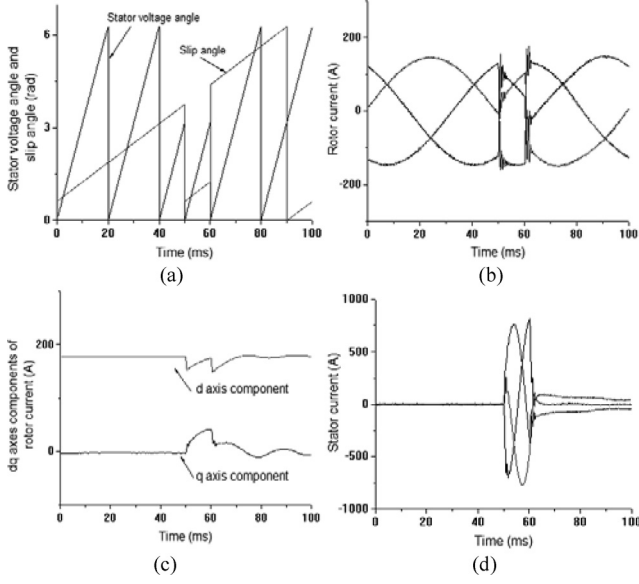 6
3
0
0 20 40 60 80 100
Stator voltage angle and
slip angle (rad)
Stator voltage angle
Slip angle
Time (ms)
(a)
200
0
-200
0 20 40 60 80 100
Rotor current (A)
Time (ms)
(b)
200
0
0 20 40 60 80 100
dq axes components of
rotor current (A)
d axis component
q axis component
Time (ms)
(c)
1000
500
0
-500
-1000
0 20 40 60 80 100
Stator current (A)
Time (ms)
(d)